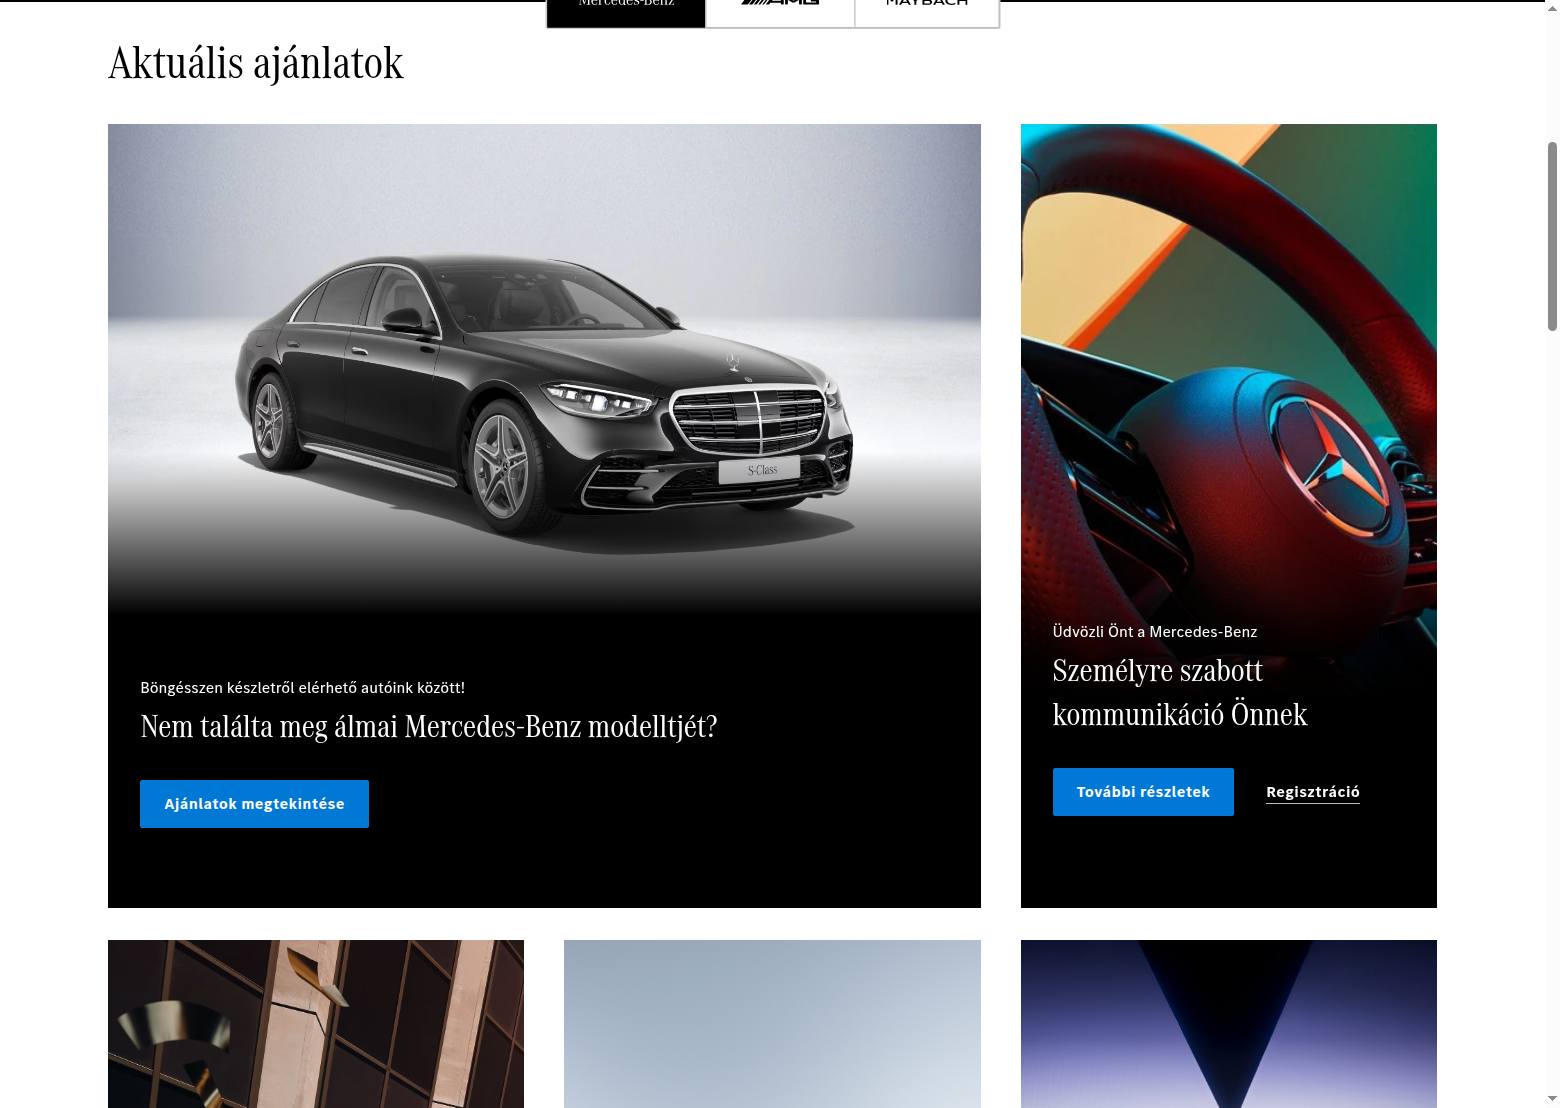 Mercedes-Benz
AMG
MAYBACH
Aktuális ajánlatok
S-Class
Böngésszen készletről elérhető autóink között!
Nem találta meg álmai Mercedes-Benz modelltjét?
Ajánlatok megtekintése
Üdvözli Önt a Mercedes-Benz
Személyre szabott
kommunikáció Önnek
További részletek
Regisztráció